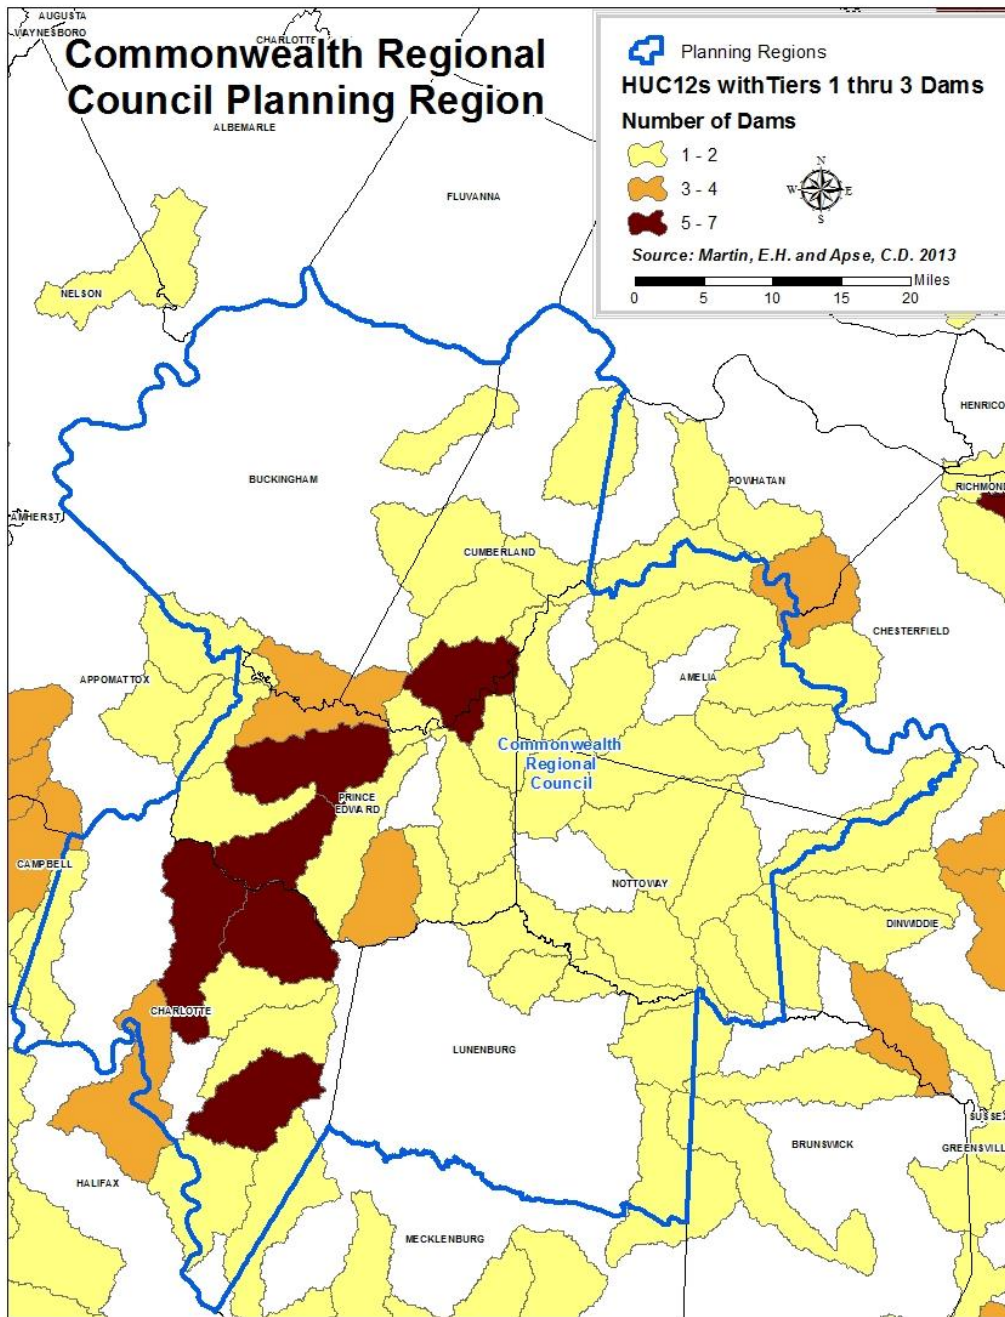 AUGUSTA
WAYNESBORO
CHARLOTTE
Commonwealth Regional
Council Planning Region
ALBEMARLE
FLUVANNA
Planning Regions
HUC12s with Tiers 1 thru 3 Dams
Number of Dams
1 - 2
3 - 4
5 - 7
N
W E
S
Source: Martin, E.H. and Apse, C.D. 2013
Miles
0 5 10 15 20
NELSON
HENRICO
BUCKINGHAM
POWHATAN
RICHMOND
AMHERST
CUMBERLAND
CHESTERFIELD
APPOMATTOX
AMELIA
Commonwealth
Regional
Council
PRINCE
EDWARD
CAMPBELL
NOTTOWAY
DINWIDDIE
CHARLOTTE
LUNENBURG
SUSSEX
BRUNSWICK
GREENSVILL
HALIFAX
MECKLENBURG